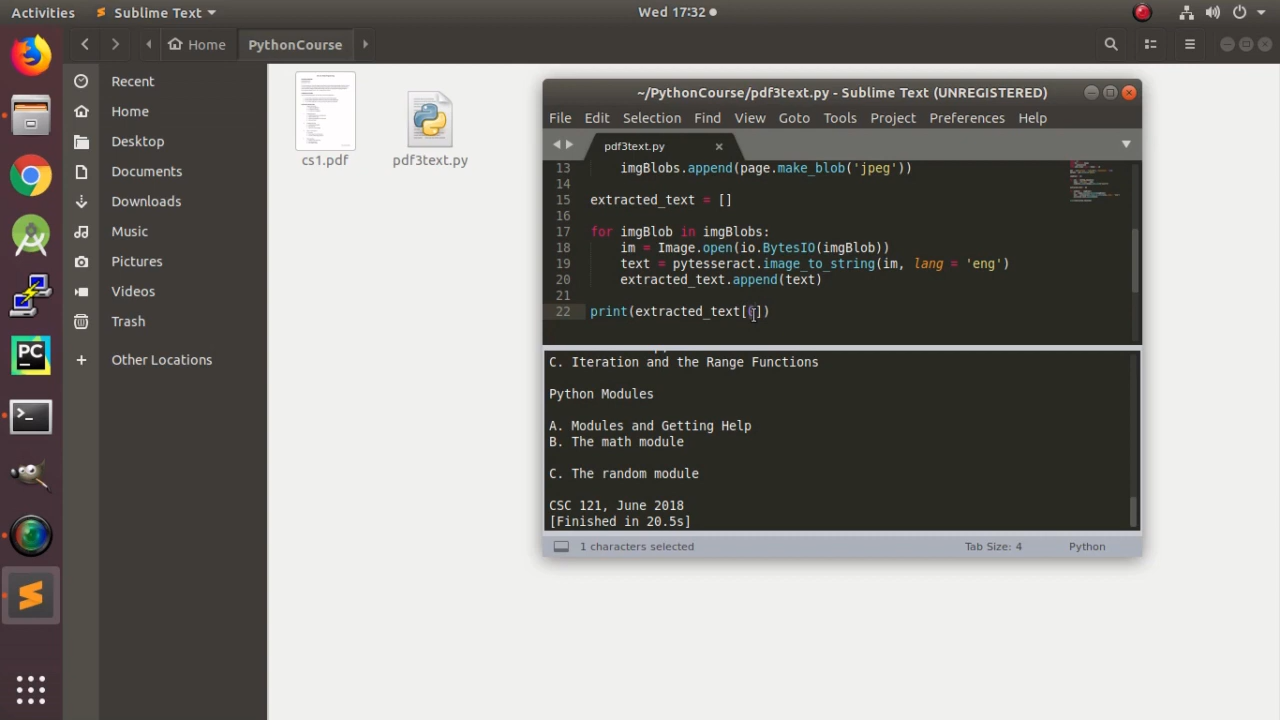 Activities
Sublime Text
Wed 17:32
Home
PythonCourse
Recent
Home
Desktop
Documents
Downloads
Music
Pictures
Videos
Trash
Other Locations
cs1.pdf
pdf3text.py
~/PythonCourse/pdf3text.py - Sublime Text (UNREGISTERED)
File Edit Selection Find View Goto Tools Project Preferences Help
pdf3text.py
13 imgBlobs.append(page.make_blob('jpeg'))
14
15 extracted_text = []
16
17 for imgBlob in imgBlobs:
18 im = Image.open(io.BytesIO(imgBlob))
19 text = pytesseract.image_to_string(im, lang = 'eng')
20 extracted_text.append(text)
21
22 print(extracted_text[0])
C. Iteration and the Range Functions
Python Modules
A. Modules and Getting Help
B. The math module
C. The random module
CSC 121, June 2018
[Finished in 20.5s]
1 characters selected
Tab Size: 4
Python
PC